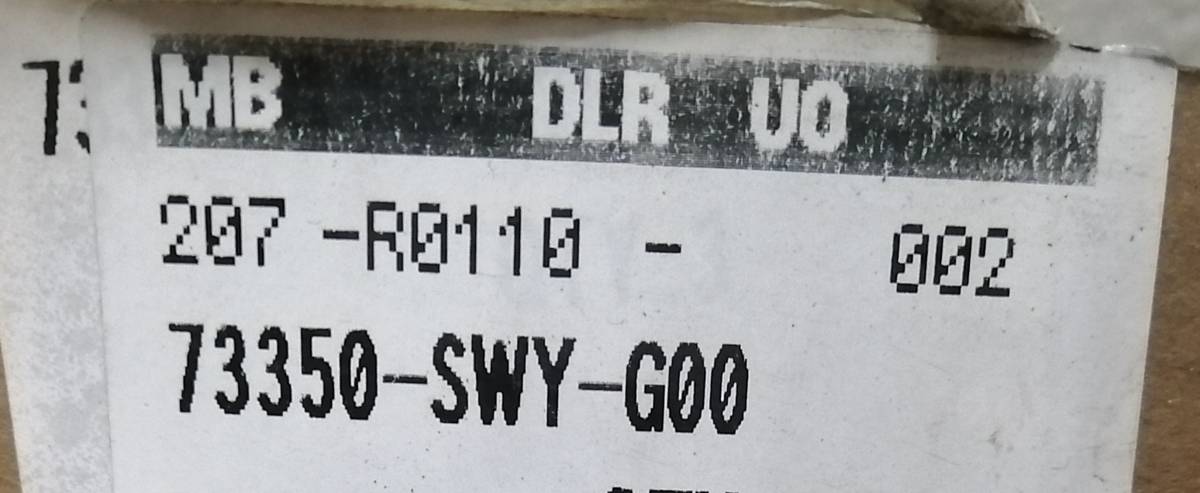 MB DLR UO
207 -R0110 - 002
73350-SWY-G00